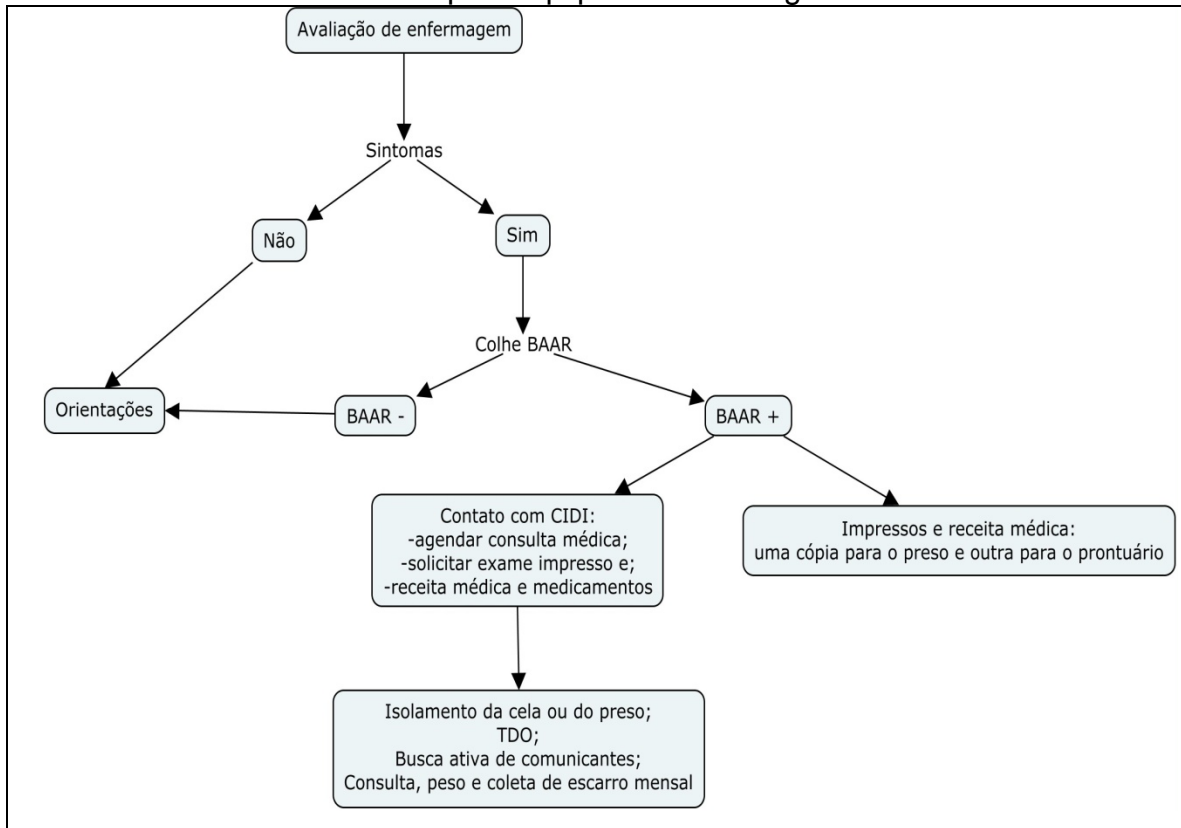 Avaliação de enfermagem
Sintomas
Não
Sim
Colhe BAAR
Orientações
BAAR -
BAAR +
Contato com CIDI:
-agendar consulta médica;
-solicitar exame impresso e;
-receita médica e medicamentos
Impressos e receita médica:
uma cópia para o preso e outra para o prontuário
Isolamento da cela ou do preso;
TDO;
Busca ativa de comunicantes;
Consulta, peso e coleta de escarro mensal